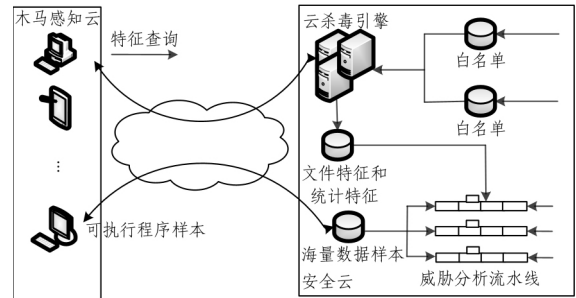 木马感知云
特征查询
云杀毒引擎
白名单
白名单
文件特征和
统计特征
可执行程序样本
海量数据样本
安全云
威胁分析流水线